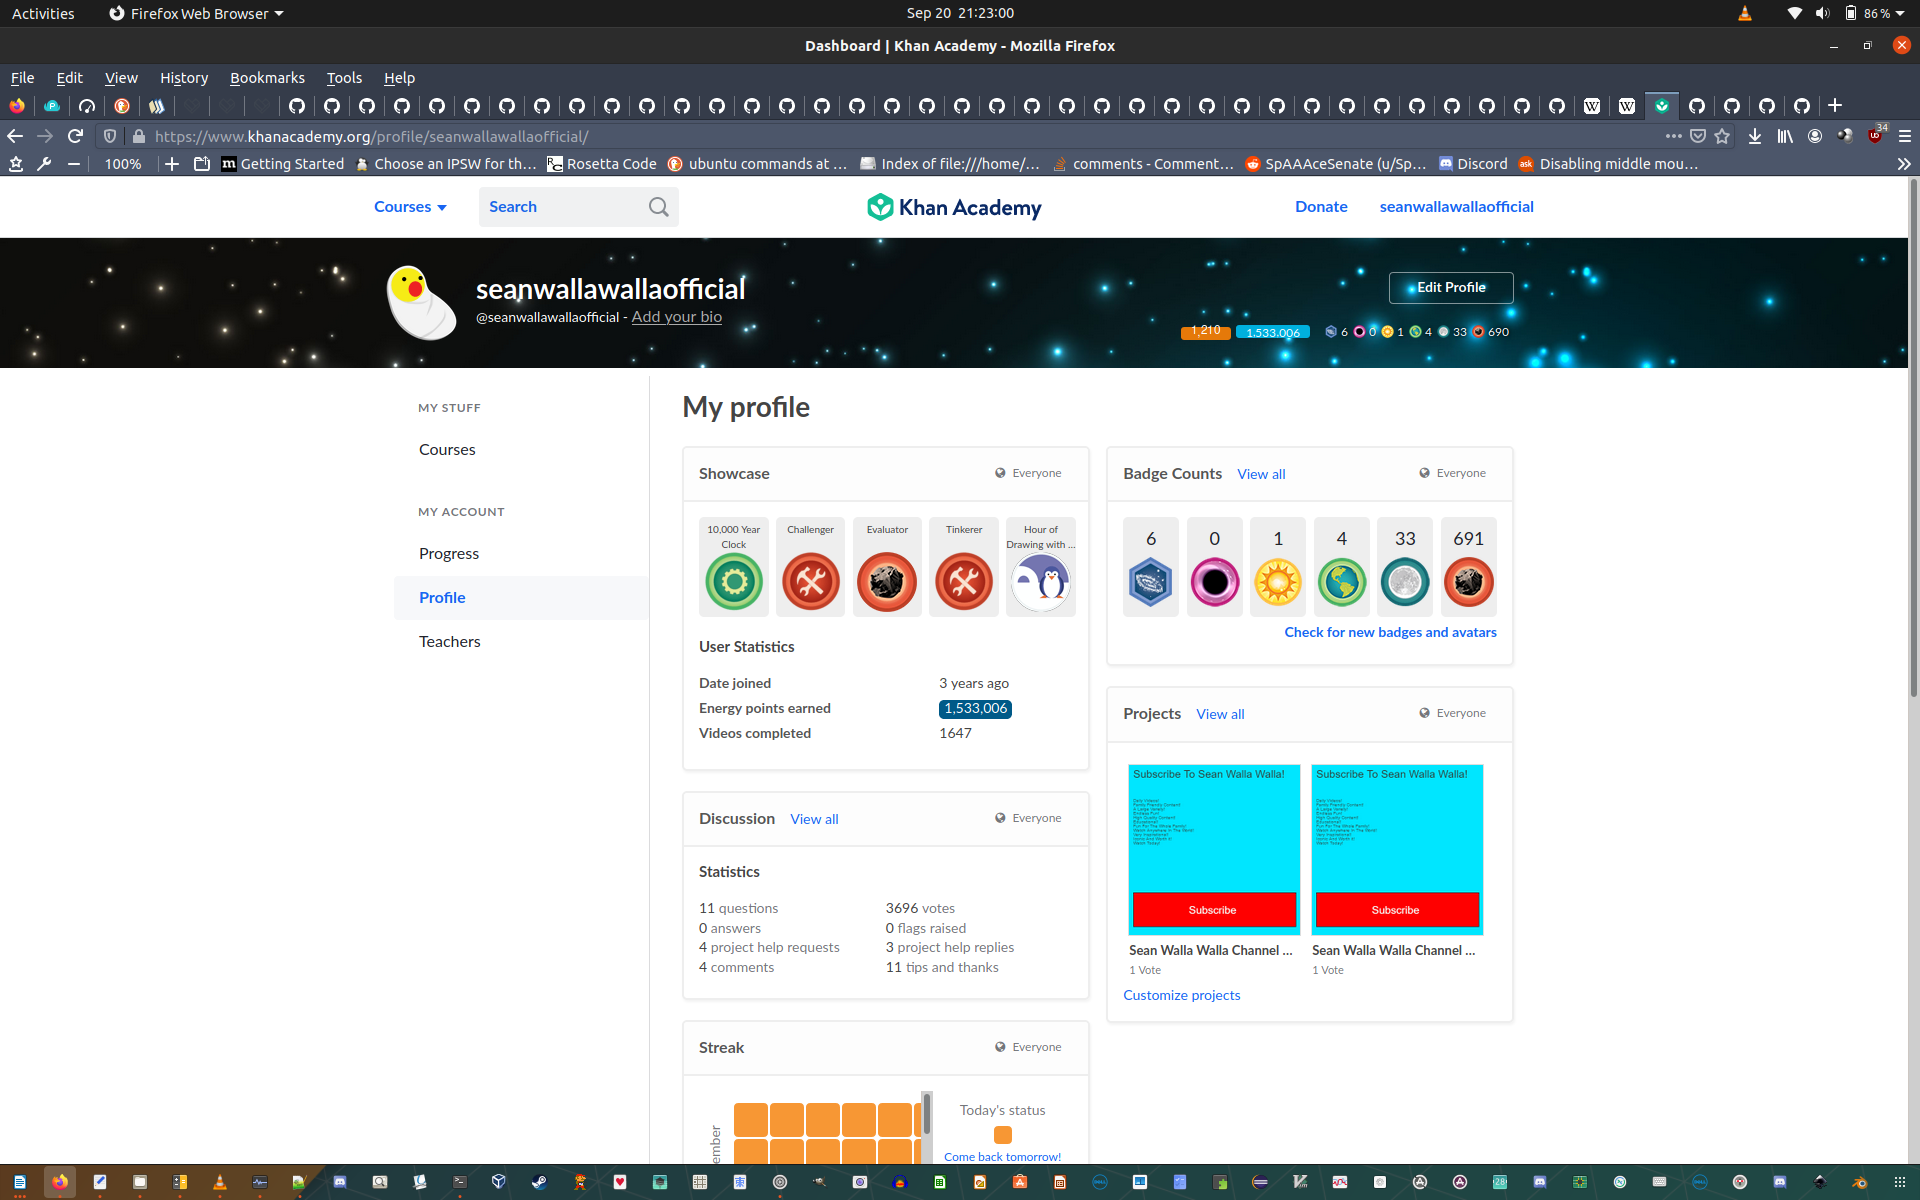 Activities
Firefox Web Browser
Sep 20 21:23:00
86 %
Dashboard | Khan Academy - Mozilla Firefox
File Edit View History Bookmarks Tools Help
https://www.khanacademy.org/profile/seanwallawallaofficial/
34
100%
Getting Started
Choose an IPSW for th…
Rosetta Code
ubuntu commands at …
Index of file:///home/…
comments - Comment…
SpAAAceSenate (u/Sp…
Discord
Disabling middle mou…
Courses
Search
Khan Academy
Donate
seanwallawallaofficial
seanwallawallaofficial
@seanwallawallaofficial - Add your bio
Edit Profile
1,210
1,533,006
6 0 1 4 33 690
MY STUFF
Courses
MY ACCOUNT
Progress
Profile
Teachers
My profile
Showcase
Everyone
10,000 Year Clock
Challenger
Evaluator
Tinkerer
Hour of Drawing with ...
User Statistics
Date joined 3 years ago
Energy points earned 1,533,006
Videos completed 1647
Badge Counts View all
Everyone
6 0 1 4 33 691
Check for new badges and avatars
Projects View all
Everyone
Subscribe To Sean Walla Walla!
Subscribe
Sean Walla Walla Channel ...
1 Vote
Subscribe To Sean Walla Walla!
Subscribe
Sean Walla Walla Channel ...
1 Vote
Customize projects
Discussion View all
Everyone
Statistics
11 questions
0 answers
4 project help requests
4 comments
3696 votes
0 flags raised
3 project help replies
11 tips and thanks
Streak
Everyone
Today's status
Come back tomorrow!